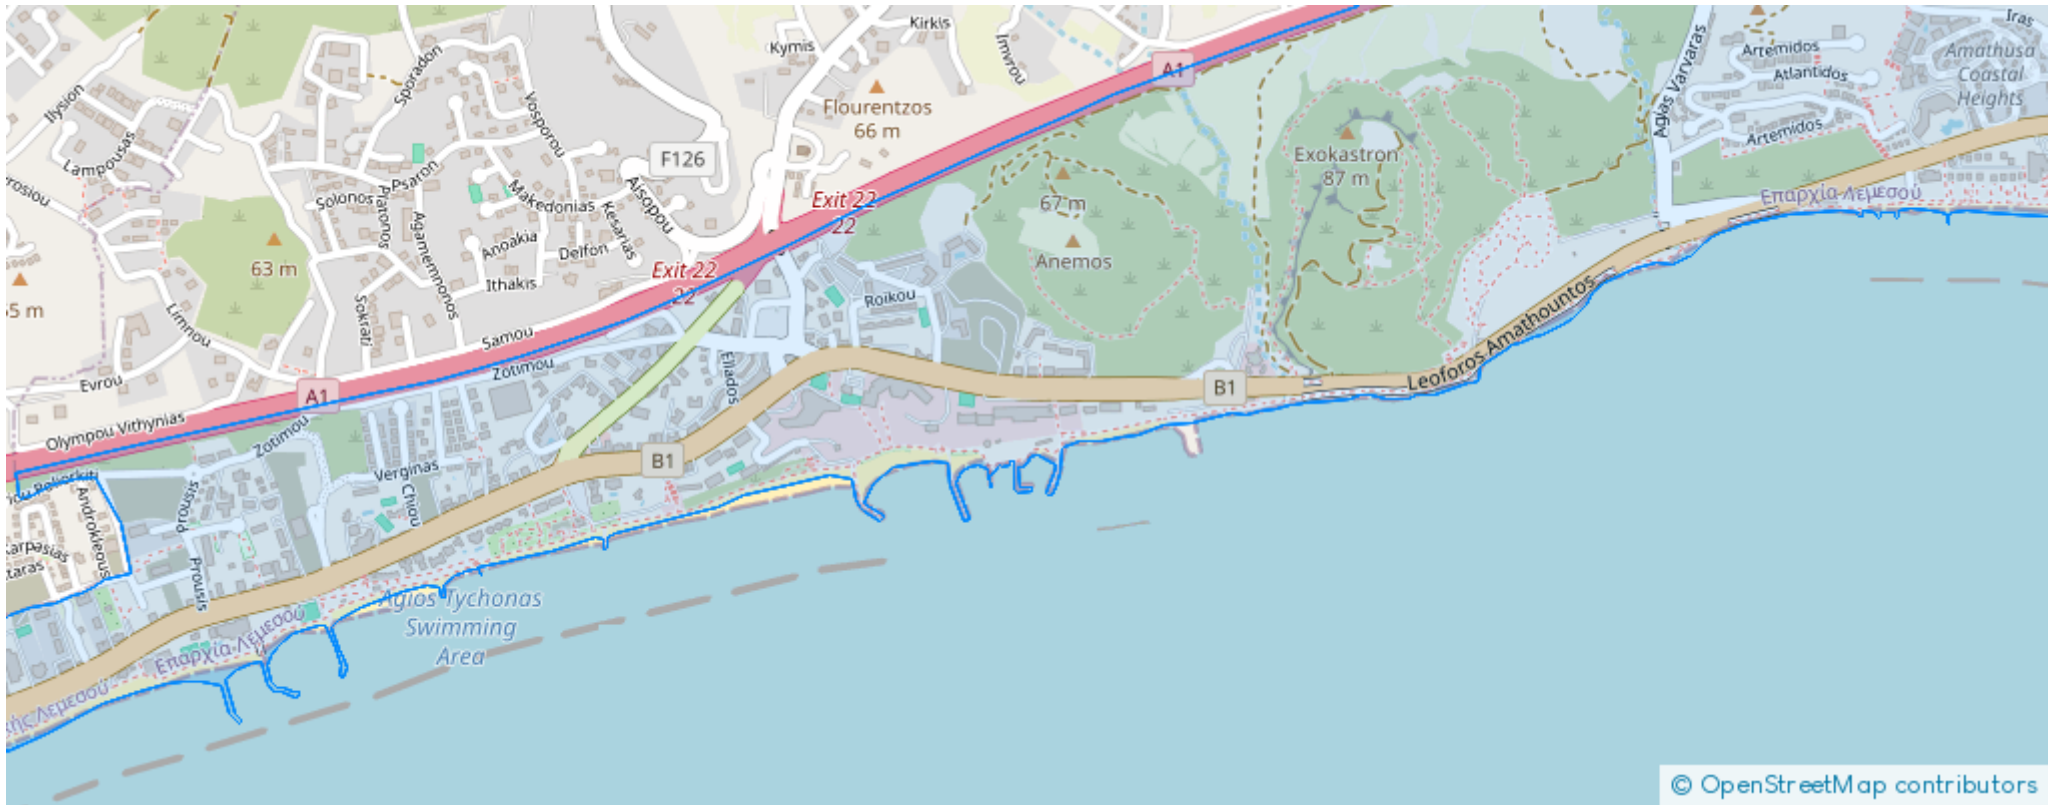 Kirkis
Kymis
Imvrou
A1
Iras
Artemidos
Atlantidos
Amathusa
Coastal
Heights
Artemidos
Agias Varvaras
Ilysion
Sporadon
Vosporou
Flourentzos
66 m
F126
Lampousas
Exokastron
87 m
Psaron
Solonos
Platonos
Makedonias
Aisopou
Kesarias
Exit 22
22
67 m
Anemos
Επαρχία Λεμεσού
Agamemnonos
Anoakia
Delfon
Ithakis
63 m
Exit 22
22
Roikou
Limnou
Sokrati
Samou
Zotimou
Eliados
Leoforos Amathountos
Evrou
A1
B1
Olympou Vithynias
Zotimou
Verginas
Chiou
B1
Androkleous
Prousis
Prousis
Karpasias
Agios Tychonas
Swimming
Area
Επαρχία Λεμεσού
Λεμεσού
© OpenStreetMap contributors